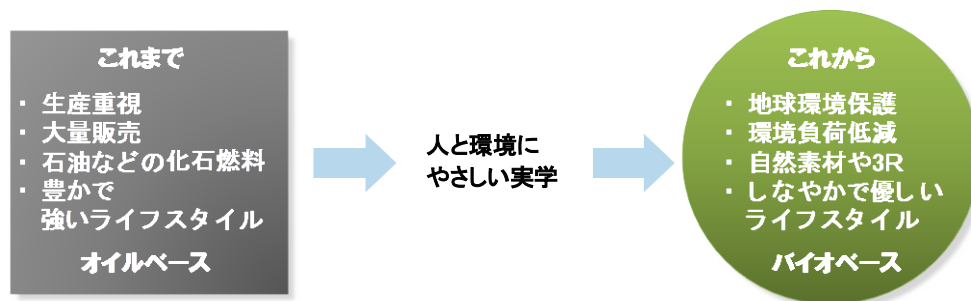 これまで
・ 生産重視
・ 大量販売
・ 石油などの化石燃料
・ 豊かで
強いライフスタイル
オイルベース
人と環境に
やさしい実学
これから
・ 地球環境保護
・ 環境負荷低減
・ 自然素材や3R
・ しなやかで優しい
ライフスタイル
バイオベース